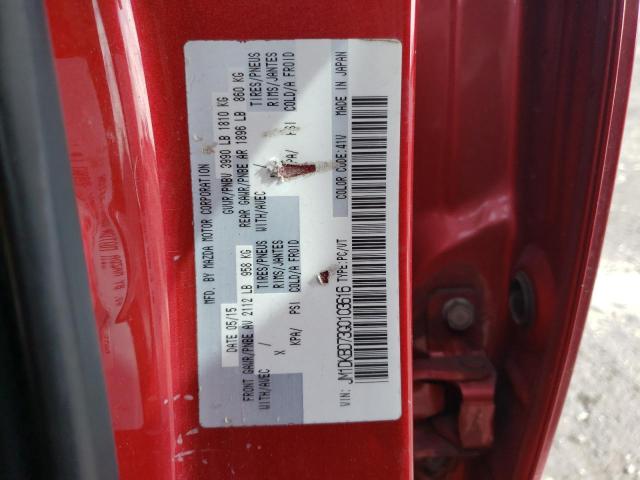 MFD. BY MAZDA MOTOR CORPORATION
DATE 05/15 GVWR/PNBV 3990 LB 1810 KG
FRONT GAWR/PNBE AV 2112 LB 958 KG REAR GAWR/PNBE AR 1896 LB 860 KG
WITH/AVEC TIRES/PNEUS WITH/AVEC TIRES/PNEUS
/ RIMS/JANTES RIMS/JANTES
X KPA/ PSI COLD/A FROID PSI COLD/A FROID
VIN: TYPE:PC/VT COLOR CODE:41V MADE IN JAPAN